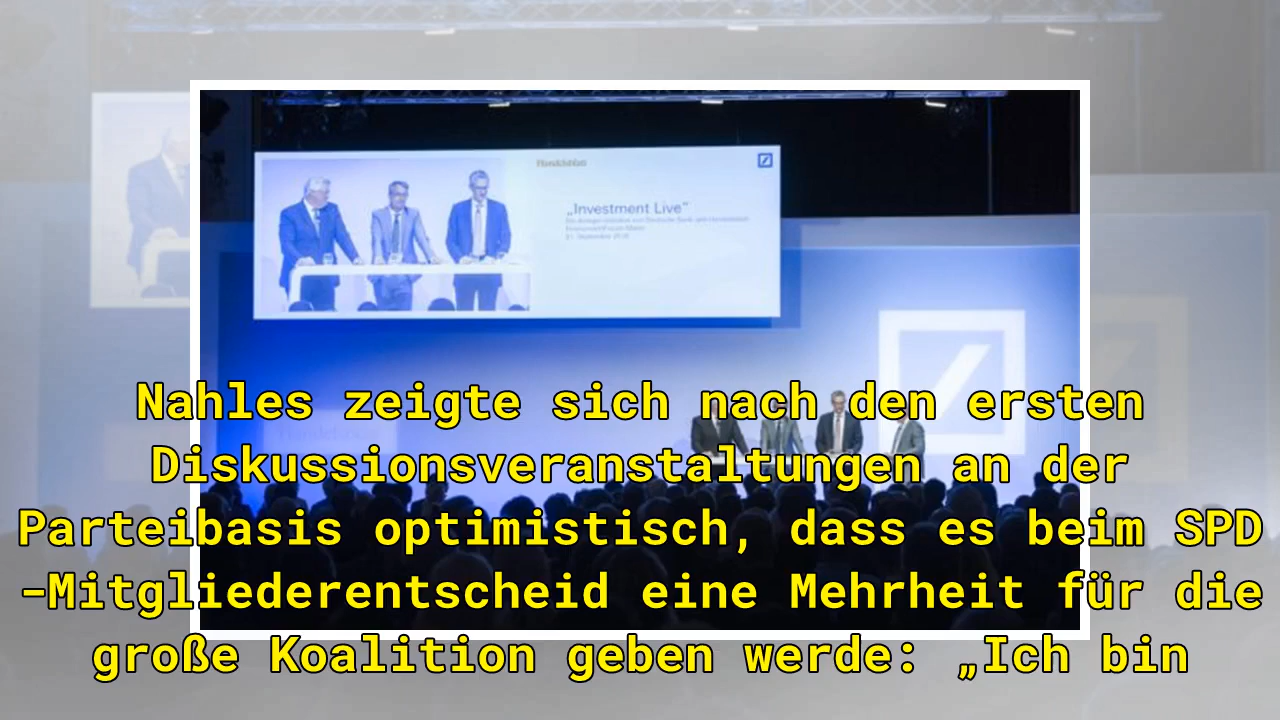 Handelsblatt
„Investment Live“
Nahles zeigte sich nach den ersten
Diskussionsveranstaltungen an der
Parteibasis optimistisch, dass es beim SPD
-Mitgliederentscheid eine Mehrheit für die
große Koalition geben werde: „Ich bin